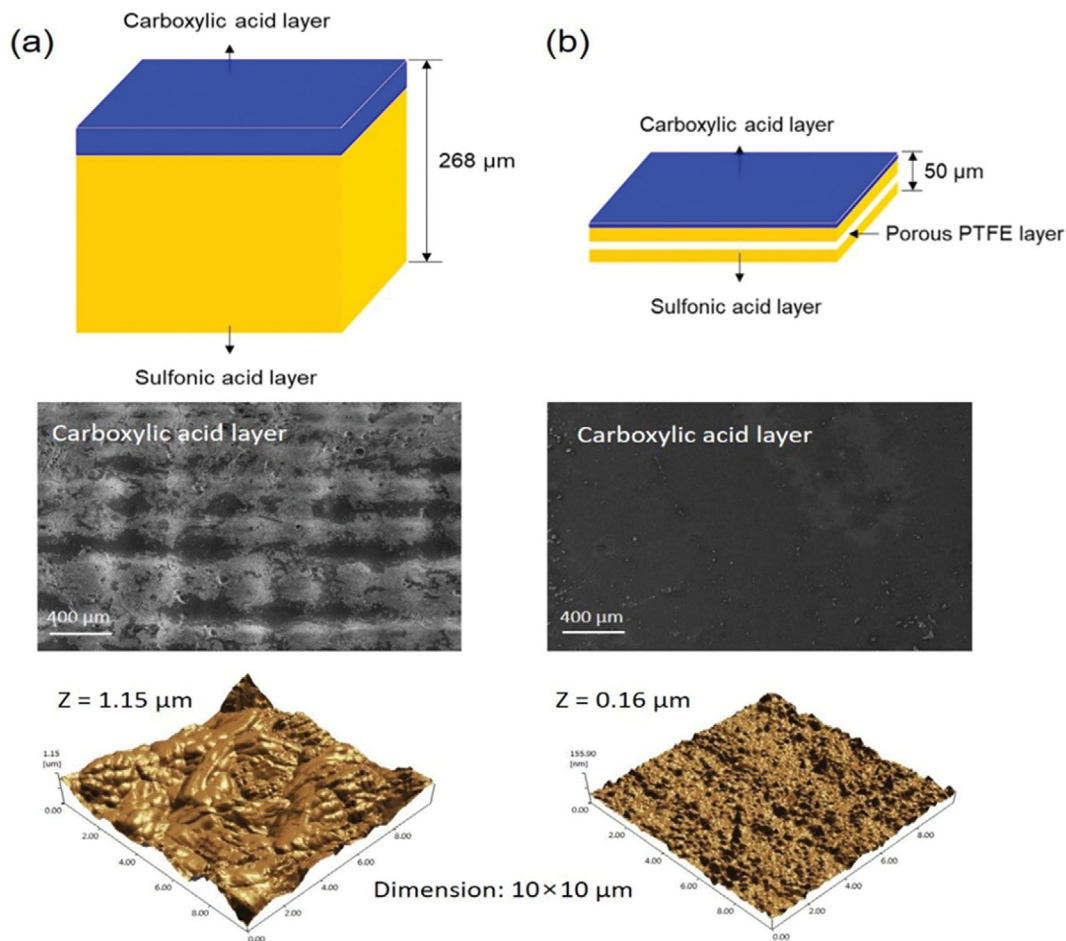 (a)
Carboxylic acid layer
268 µm
Sulfonic acid layer
(b)
Carboxylic acid layer
50 µm
Porous PTFE layer
Sulfonic acid layer
Carboxylic acid layer
400 µm
Carboxylic acid layer
400 µm
Z = 1.15 µm
1.15
[um]
0.00
2.00
4.00
6.00
8.00
0.00
2.00
4.00
6.00
8.00
Z = 0.16 µm
155.90
[nm]
0.00
2.00
4.00
6.00
8.00
0.00
2.00
4.00
6.00
8.00
Dimension: 10×10 µm